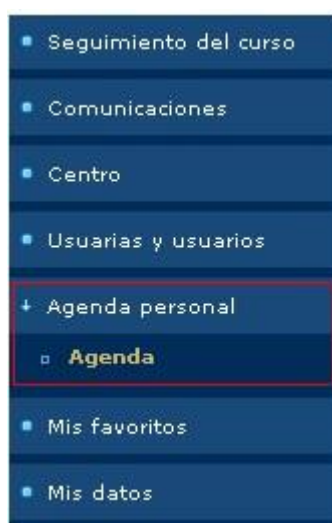 Seguimiento del curso
Comunicaciones
Centro
Usuarias y usuarios
Agenda personal
Agenda
Mis favoritos
Mis datos